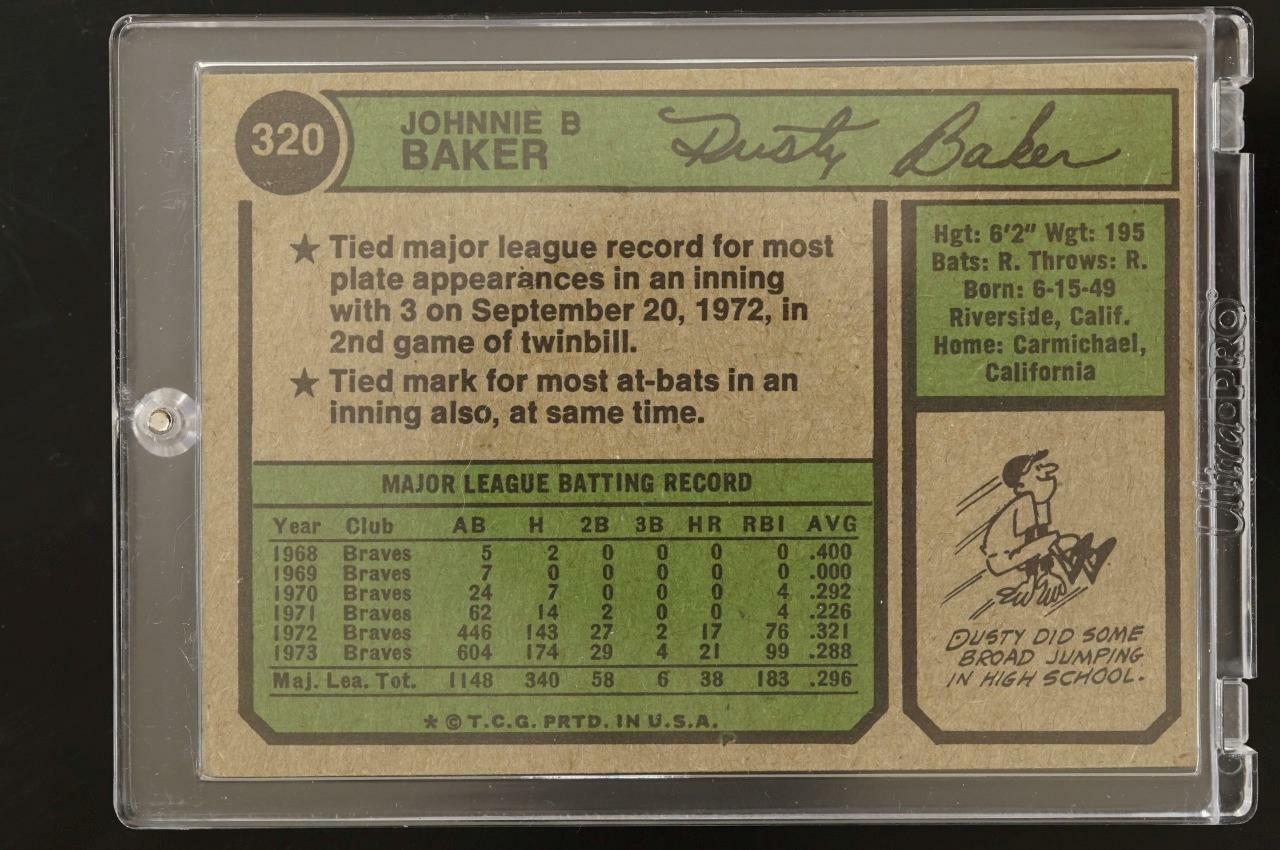 320
JOHNNIE B
BAKER
Dusty Baker
★ Tied major league record for most
plate appearances in an inning
with 3 on September 20, 1972, in
2nd game of twinbill.
★ Tied mark for most at-bats in an
inning also, at same time.
MAJOR LEAGUE BATTING RECORD
Year Club AB H 2B 3B HR RBI AVG
1968 Braves 5 2 0 0 0 0 .400
1969 Braves 7 0 0 0 0 0 .000
1970 Braves 24 7 0 0 0 4 .292
1971 Braves 62 14 2 0 0 4 .226
1972 Braves 446 143 27 2 17 76 .321
1973 Braves 604 174 29 4 21 99 .288
Maj. Lea. Tot. 1148 340 58 6 38 183 .296
* © T.C.G. PRTD. IN U.S.A.
Hgt: 6'2" Wgt: 195
Bats: R. Throws: R.
Born: 6-15-49
Riverside, Calif.
Home: Carmichael,
California
DUSTY DID SOME
BROAD JUMPING
IN HIGH SCHOOL.
Ultra•PRO®